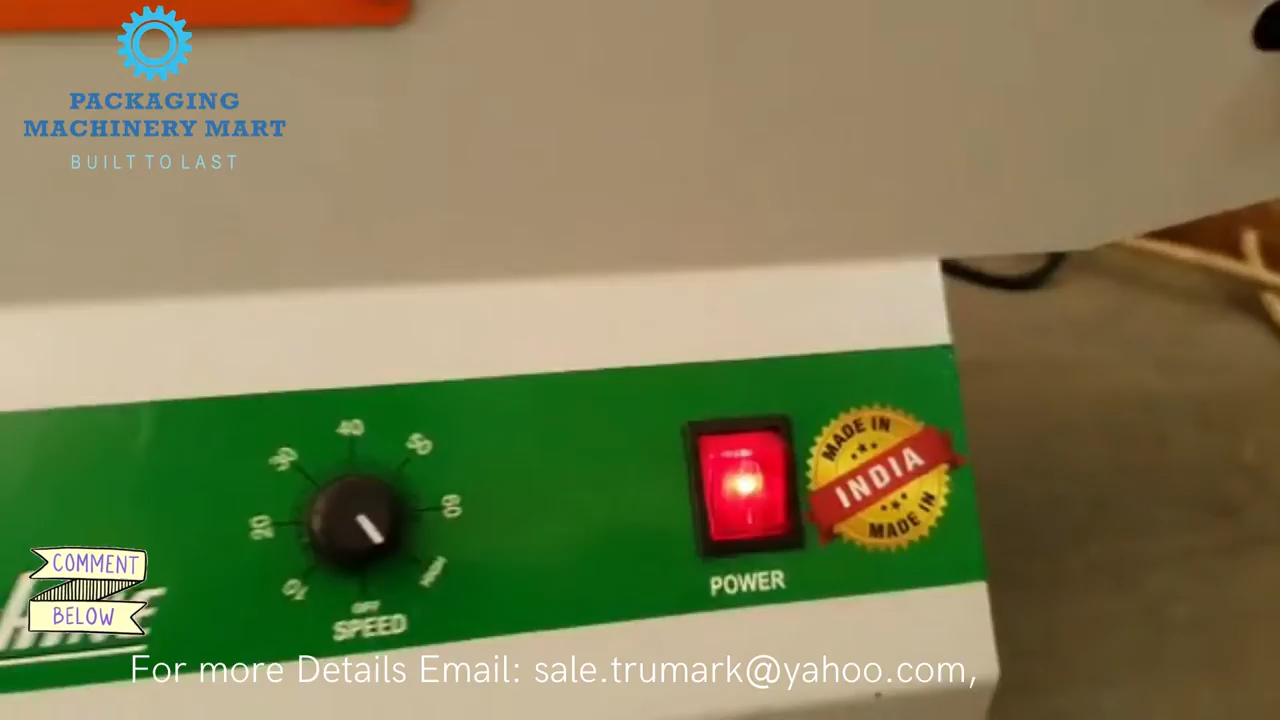 PACKAGING
MACHINERY MART
BUILT TO LAST
40
30
50
20
60
10
HIGH
OFF
SPEED
POWER
MADE IN
INDIA
MADE IN
COMMENT
BELOW
For more Details Email: sale.trumark@yahoo.com,